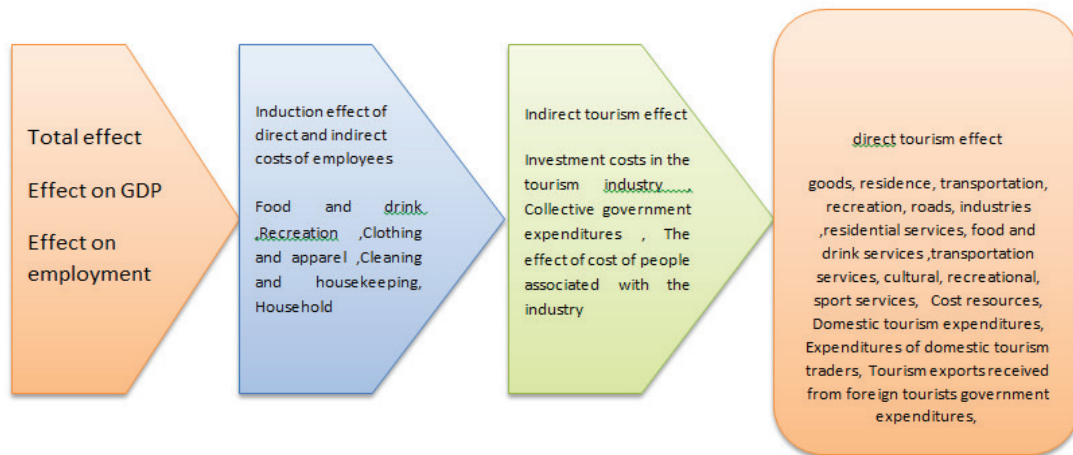 Total effect
Effect on GDP
Effect on
employment
Induction effect of
direct and indirect
costs of employees
Food and drink
,Recreation ,Clothing
and apparel ,Cleaning
and housekeeping,
Household
Indirect tourism effect
Investment costs in the
tourism industry ,
Collective government
expenditures , The
effect of cost of people
associated with the
industry
direct tourism effect
goods, residence, transportation,
recreation, roads, industries
,residential services, food and
drink services ,transportation
services, cultural, recreational,
sport services, Cost resources,
Domestic tourism expenditures,
Expenditures of domestic tourism
traders, Tourism exports received
from foreign tourists government
expenditures,